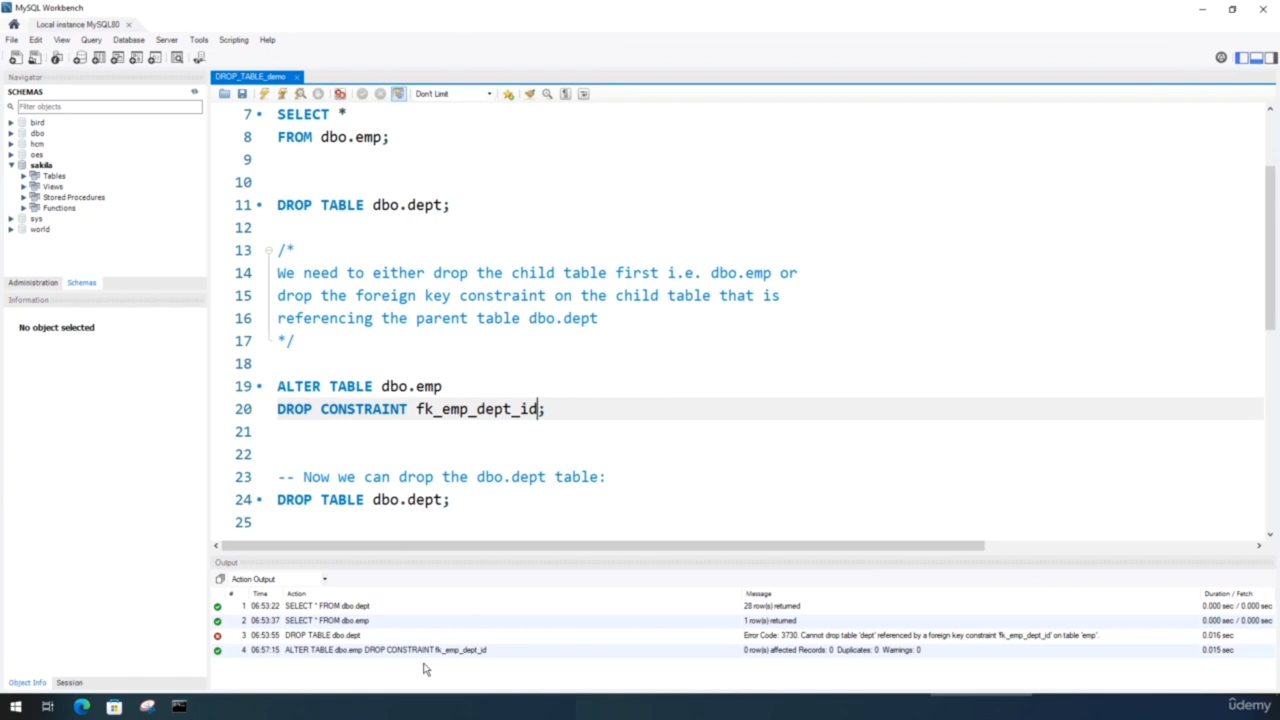 MySQL Workbench
Local instance MySQL80
File Edit View Query Database Server Tools Scripting Help
Navigator
SCHEMAS
Filter objects
bird
dbo
hcm
oes
sakila
Tables
Views
Stored Procedures
Functions
sys
world
Administration Schemas
Information
No object selected
Object Info Session
DROP_TABLE_demo
Don't Limit
7 SELECT *
8 FROM dbo.emp;
9
10
11 DROP TABLE dbo.dept;
12
13 /*
14 We need to either drop the child table first i.e. dbo.emp or
15 drop the foreign key constraint on the child table that is
16 referencing the parent table dbo.dept
17 */
18
19 ALTER TABLE dbo.emp
20 DROP CONSTRAINT fk_emp_dept_id;
21
22
23 -- Now we can drop the dbo.dept table:
24 DROP TABLE dbo.dept;
25
Output
Action Output
# Time Action Message Duration / Fetch
1 06:53:22 SELECT * FROM dbo.dept 28 row(s) returned 0.000 sec / 0.000 sec
2 06:53:37 SELECT * FROM dbo.emp 1 row(s) returned 0.000 sec / 0.000 sec
3 06:53:55 DROP TABLE dbo.dept Error Code: 3730. Cannot drop table 'dept' referenced by a foreign key constraint 'fk_emp_dept_id' on table 'emp'. 0.016 sec
4 06:57:15 ALTER TABLE dbo.emp DROP CONSTRAINT fk_emp_dept_id 0 row(s) affected Records: 0 Duplicates: 0 Warnings: 0 0.015 sec
ûdemy